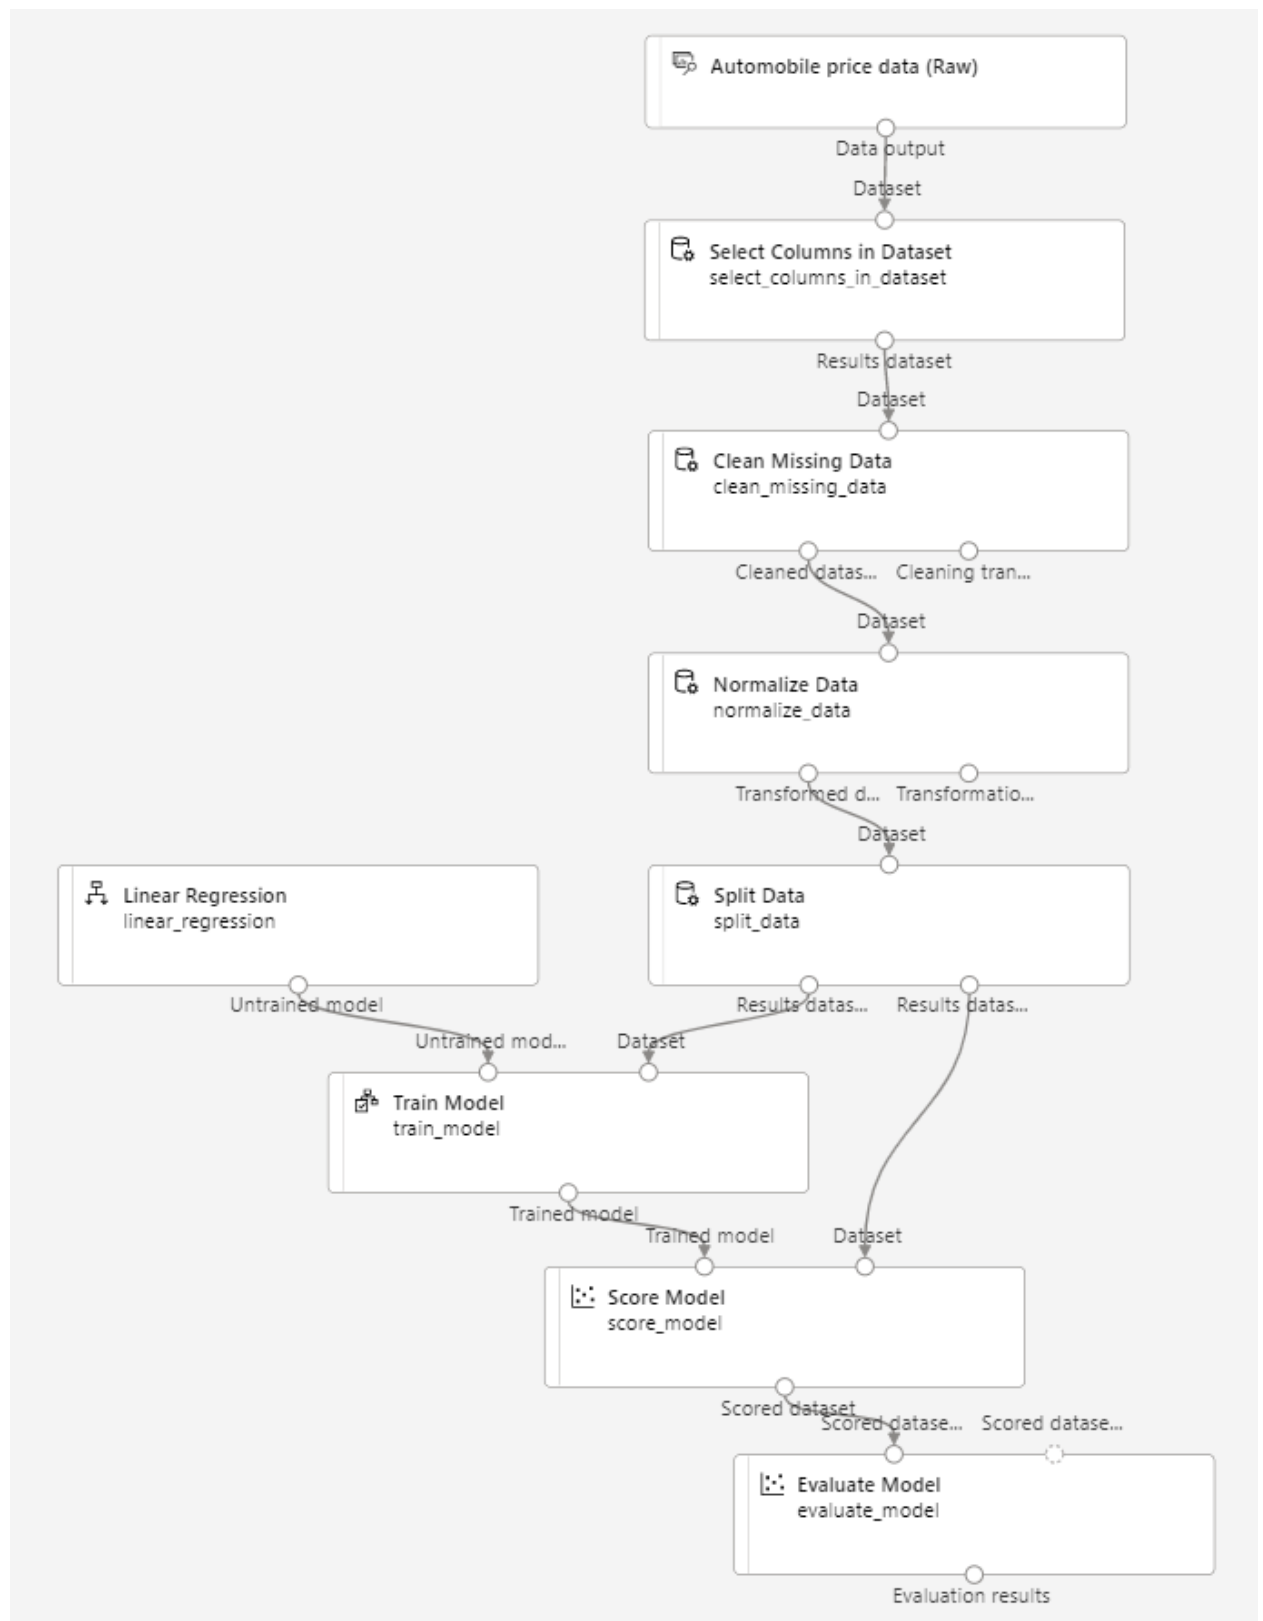 Automobile price data (Raw)
Data output
Dataset
Select Columns in Dataset
select_columns_in_dataset
Results dataset
Dataset
Clean Missing Data
clean_missing_data
Cleaned datas... Cleaning tran...
Dataset
Normalize Data
normalize_data
Transformed d... Transformatio...
Dataset
Linear Regression
linear_regression
Split Data
split_data
Untrained model
Results datas... Results datas...
Untrained mod... Dataset
Train Model
train_model
Trained model
Trained model Dataset
Score Model
score_model
Scored dataset
Scored datase... Scored datase...
Evaluate Model
evaluate_model
Evaluation results